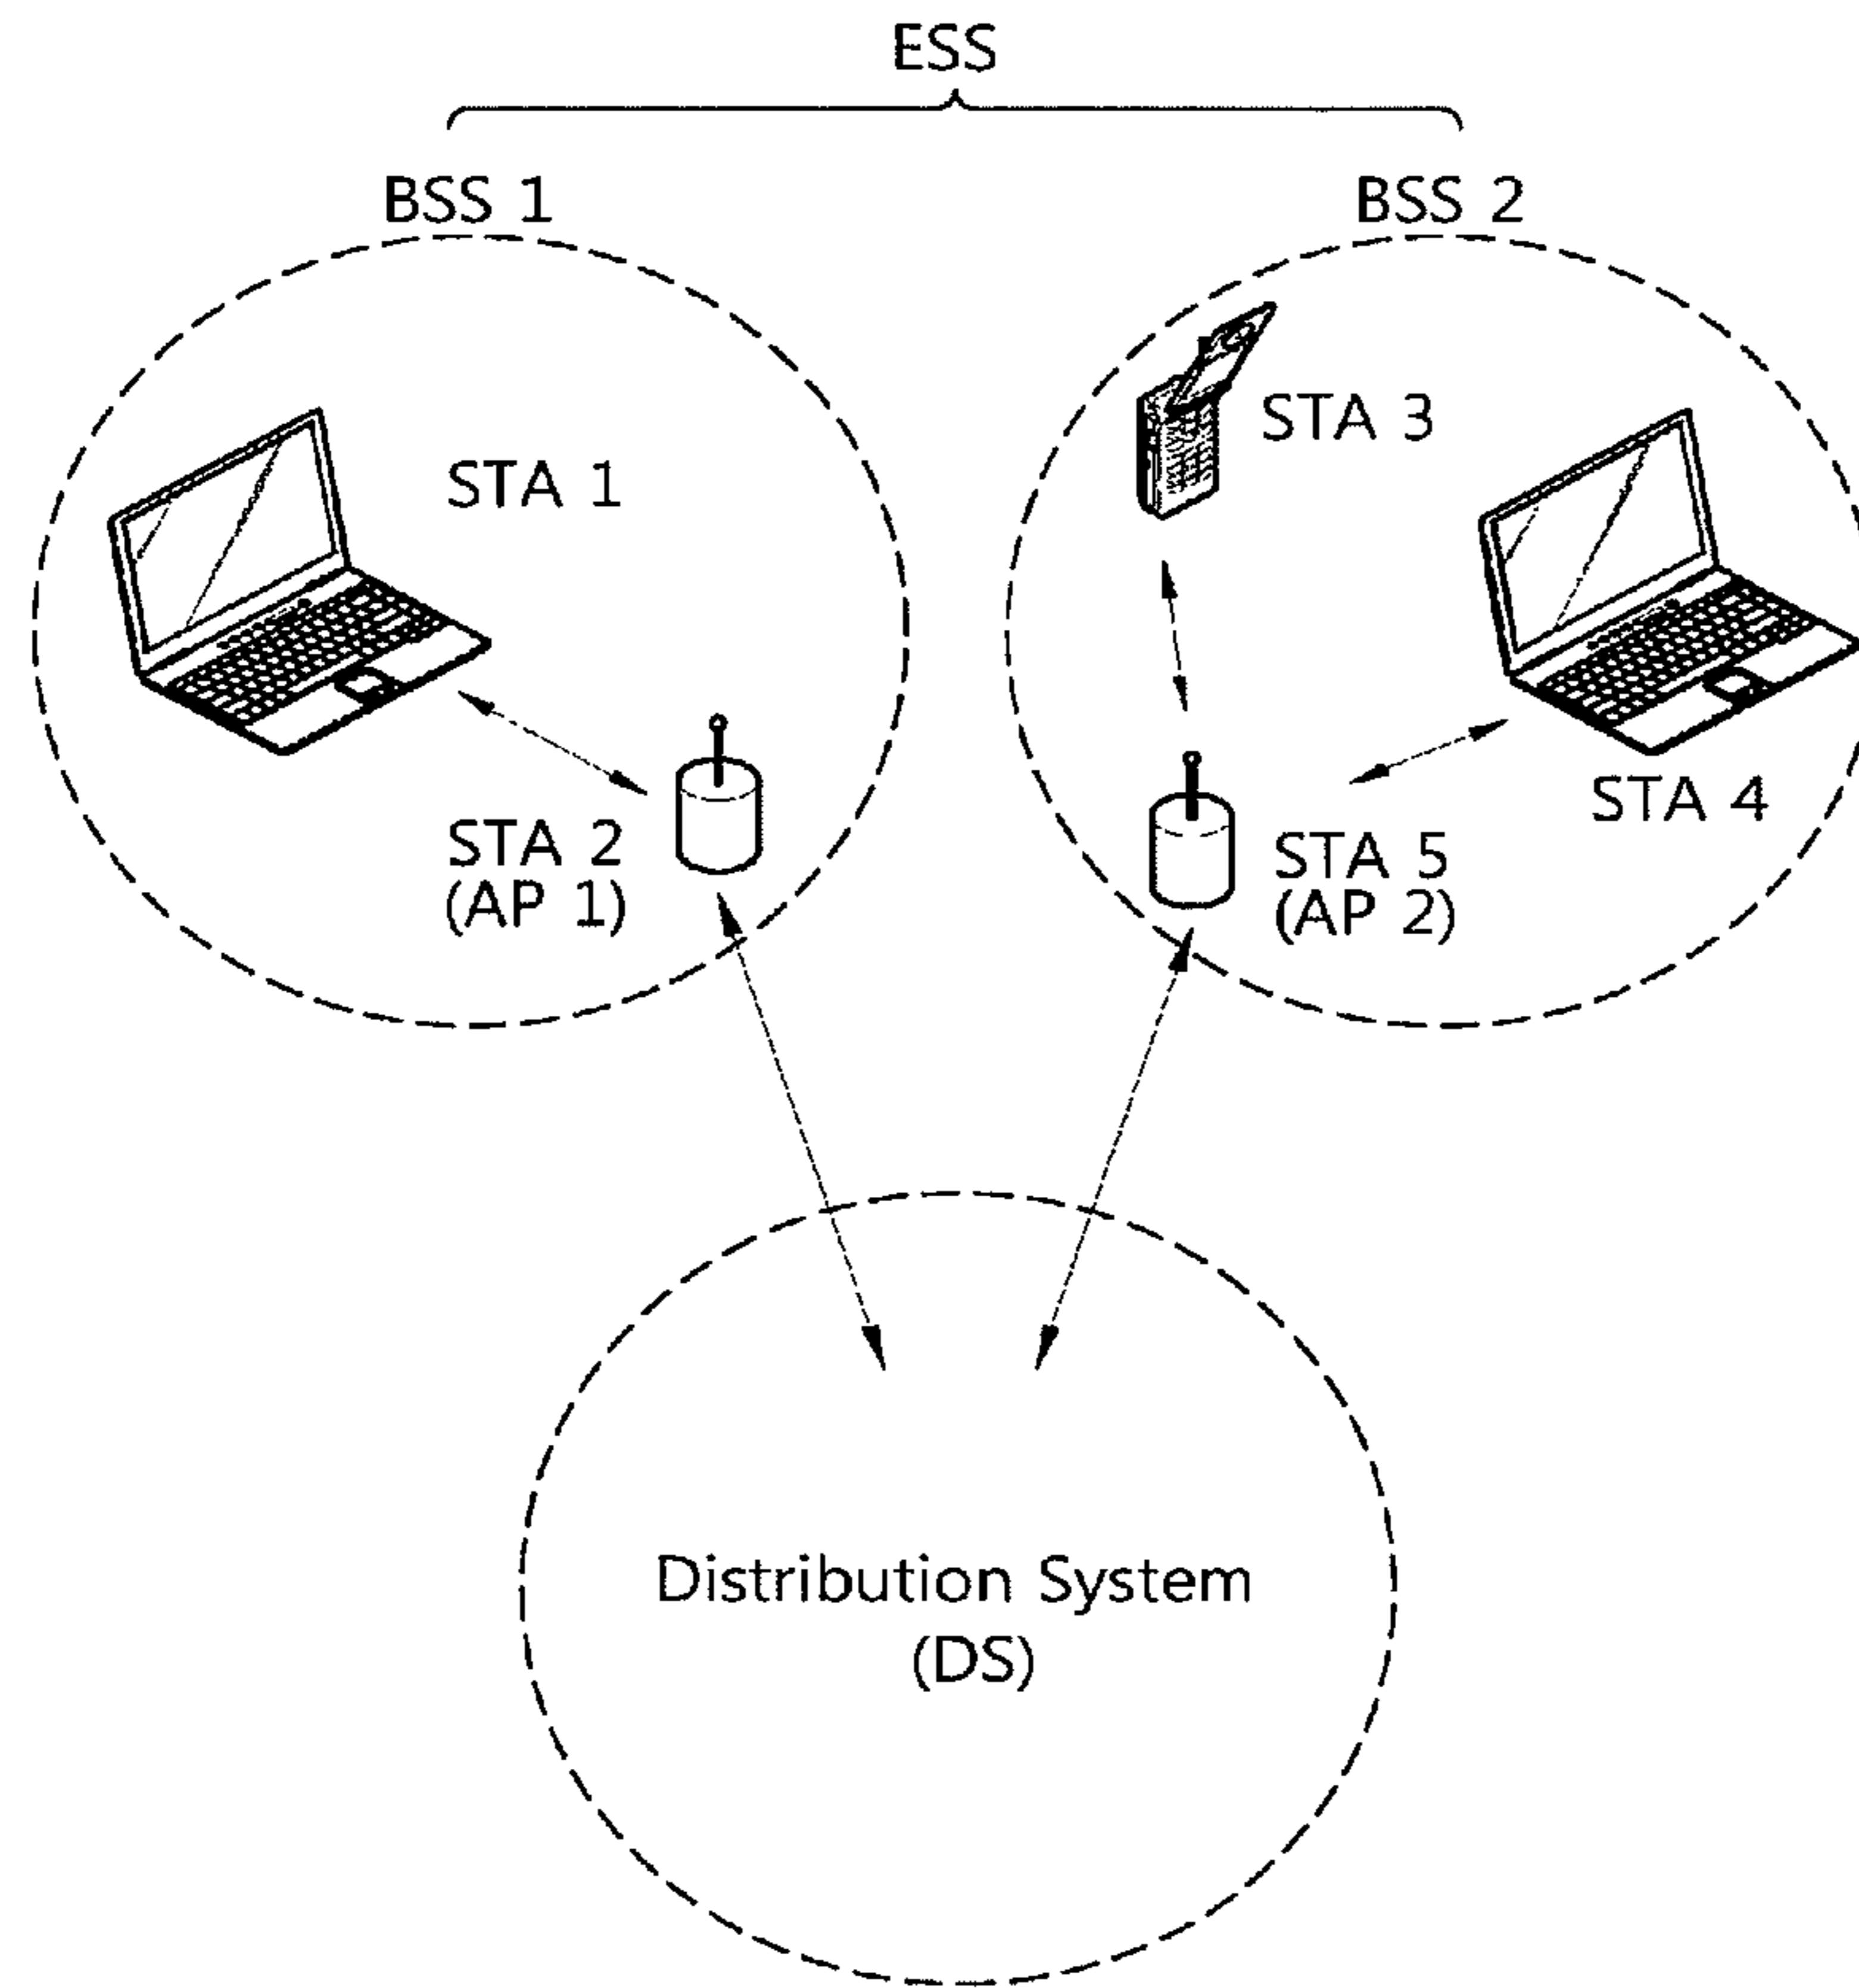 ESS
BSS 1
BSS 2
STA 1
STA 3
STA 4
STA 2
(AP 1)
STA 5
(AP 2)
Distribution System
(DS)